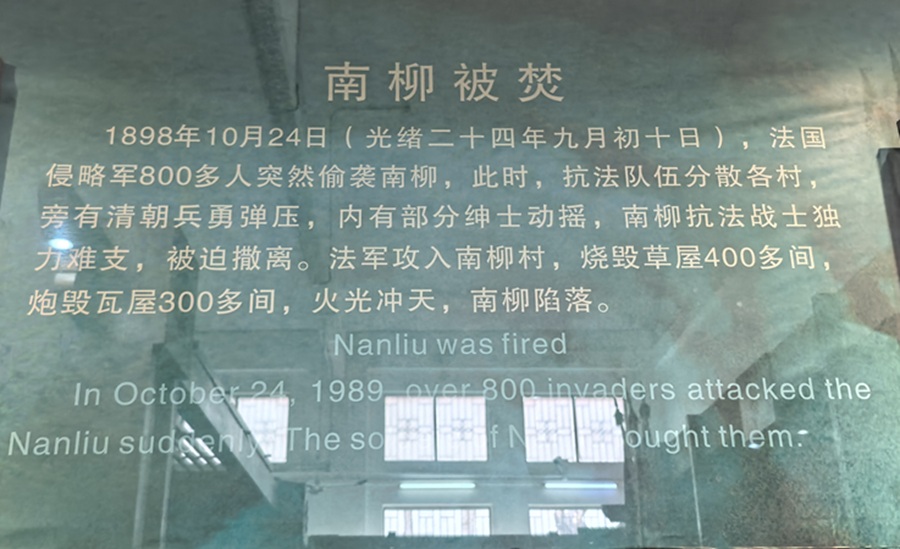 南柳被焚
1898年10月24日（光绪二十四年九月初十日），法国
侵略军800多人突然偷袭南柳，此时，抗法队伍分散各村，
旁有清朝兵勇弹压，内有部分绅士动摇，南柳抗法战士独
力难支，被迫撒离。法军攻入南柳村，烧毁草屋400多间，
炮毁瓦屋300多间，火光冲天，南柳陷落。
Nanliu was fired
In October 24, 1989 over 800 invaders attacked the
Nanliu suddenly. The ought them.